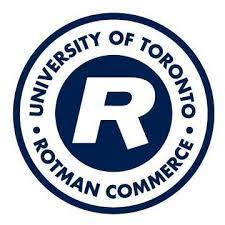 UNIVERSITY OF TORONTO
R
• ROTMAN COMMERCE •